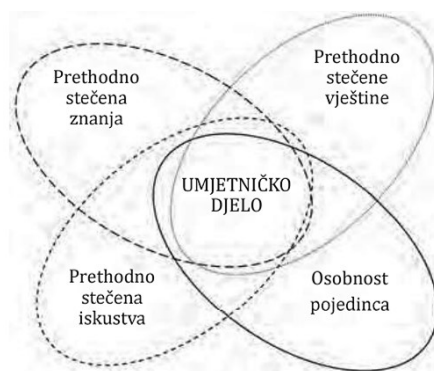 Prethodno
stečena
znanja
Prethodno
stečene
vještine
UMJETNIČKO
DJELO
Prethodno
stečena
iskustva
Osobnost
pojedinca